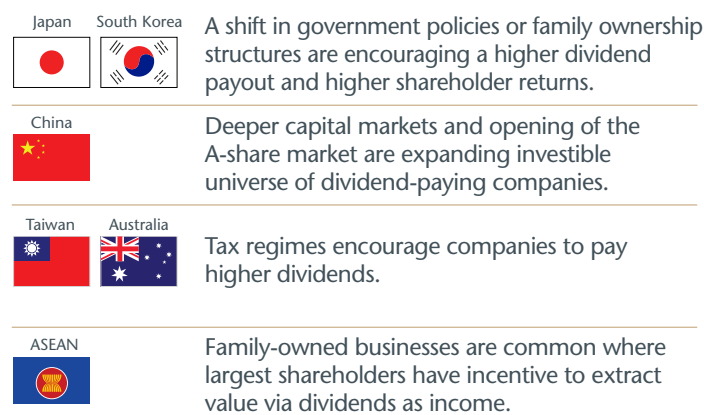 Japan South Korea
A shift in government policies or family ownership
structures are encouraging a higher dividend
payout and higher shareholder returns.
China
Deeper capital markets and opening of the
A-share market are expanding investible
universe of dividend-paying companies.
Taiwan Australia
Tax regimes encourage companies to pay
higher dividends.
ASEAN
Family-owned businesses are common where
largest shareholders have incentive to extract
value via dividends as income.